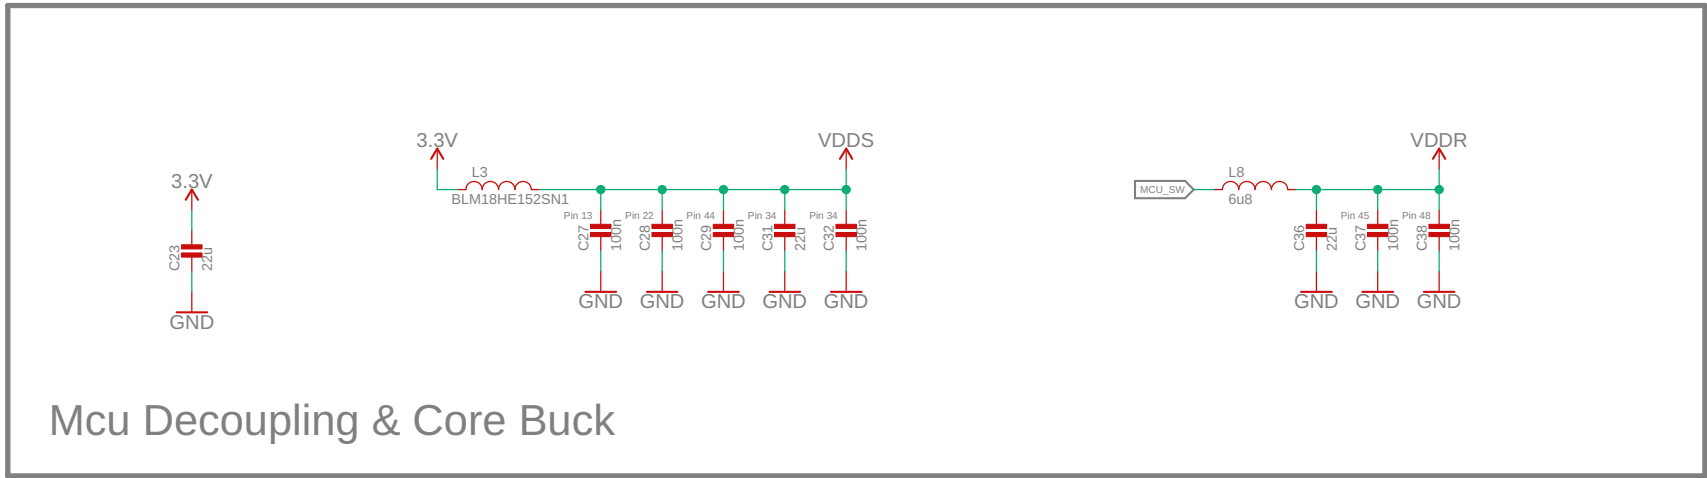 3.3V
C23
22u
GND
3.3V
L3
BLM18HE152SN1
VDDS
Pin 13
C27
100n
GND
Pin 22
C28
100n
GND
Pin 44
C29
100n
GND
Pin 34
C31
22u
GND
Pin 34
C32
100n
GND
MCU_SW
L8
6u8
VDDR
C36
22u
GND
Pin 45
C37
100n
GND
Pin 48
C38
100n
GND
Mcu Decoupling & Core Buck